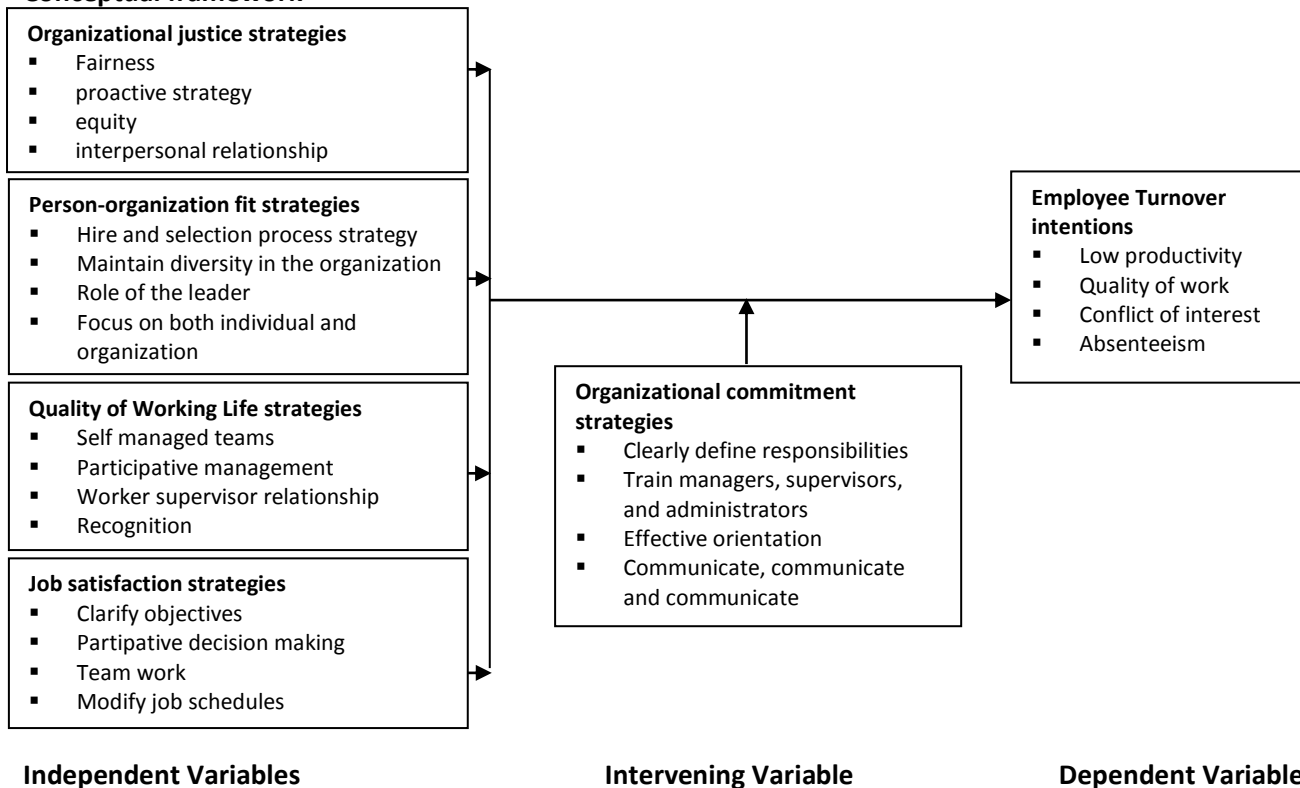 Conceptual framework
Organizational justice strategies
▪ Fairness
▪ proactive strategy
▪ equity
▪ interpersonal relationship
Person-organization fit strategies
▪ Hire and selection process strategy
▪ Maintain diversity in the organization
▪ Role of the leader
▪ Focus on both individual and
organization
Quality of Working Life strategies
▪ Self managed teams
▪ Participative management
▪ Worker supervisor relationship
▪ Recognition
Job satisfaction strategies
▪ Clarify objectives
▪ Partipative decision making
▪ Team work
▪ Modify job schedules
Organizational commitment
strategies
▪ Clearly define responsibilities
▪ Train managers, supervisors,
and administrators
▪ Effective orientation
▪ Communicate, communicate
and communicate
Employee Turnover
intentions
▪ Low productivity
▪ Quality of work
▪ Conflict of interest
▪ Absenteeism
Independent Variables
Intervening Variable
Dependent Variable